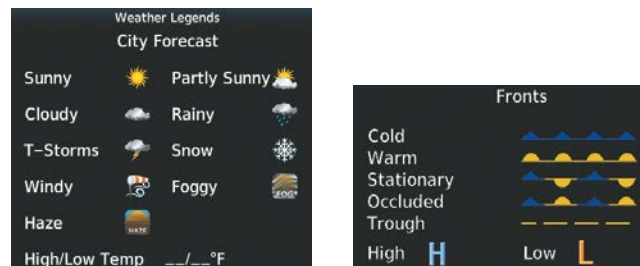 Weather Legends
City Forecast
Sunny Partly Sunny
Cloudy Rainy
T-Storms Snow
Windy Foggy
FOG
Haze
HAZE
High/Low Temp __/__°F
Fronts
Cold
Warm
Stationary
Occluded
Trough
High H Low L